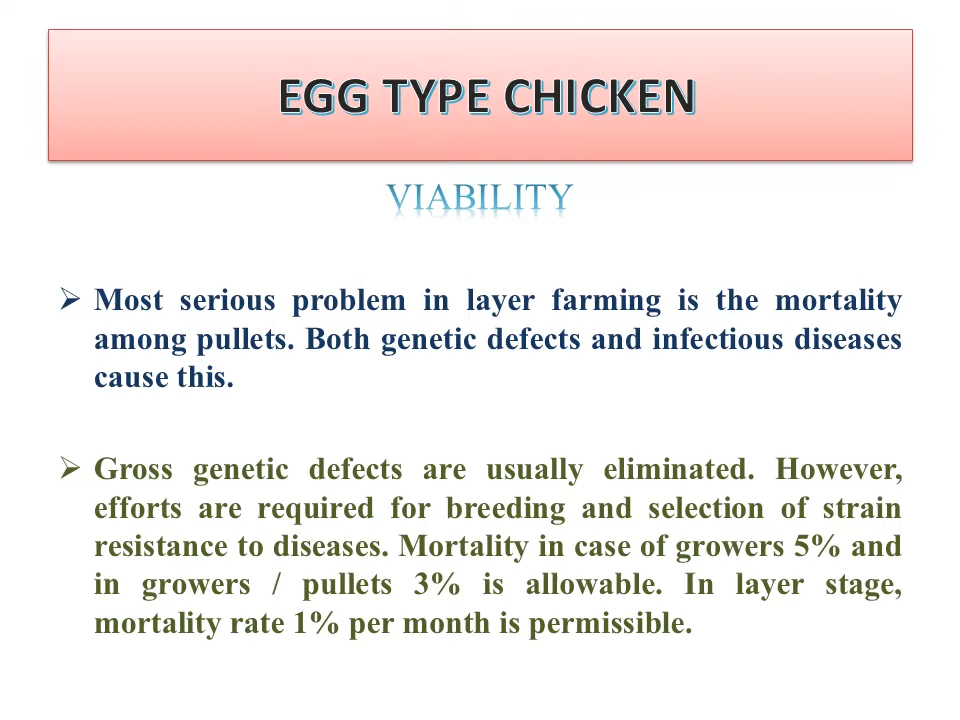 EGG TYPE CHICKEN
VIABILITY
➢ Most serious problem in layer farming is the mortality
among pullets. Both genetic defects and infectious diseases
cause this.
➢ Gross genetic defects are usually eliminated. However,
efforts are required for breeding and selection of strain
resistance to diseases. Mortality in case of growers 5% and
in growers / pullets 3% is allowable. In layer stage,
mortality rate 1% per month is permissible.